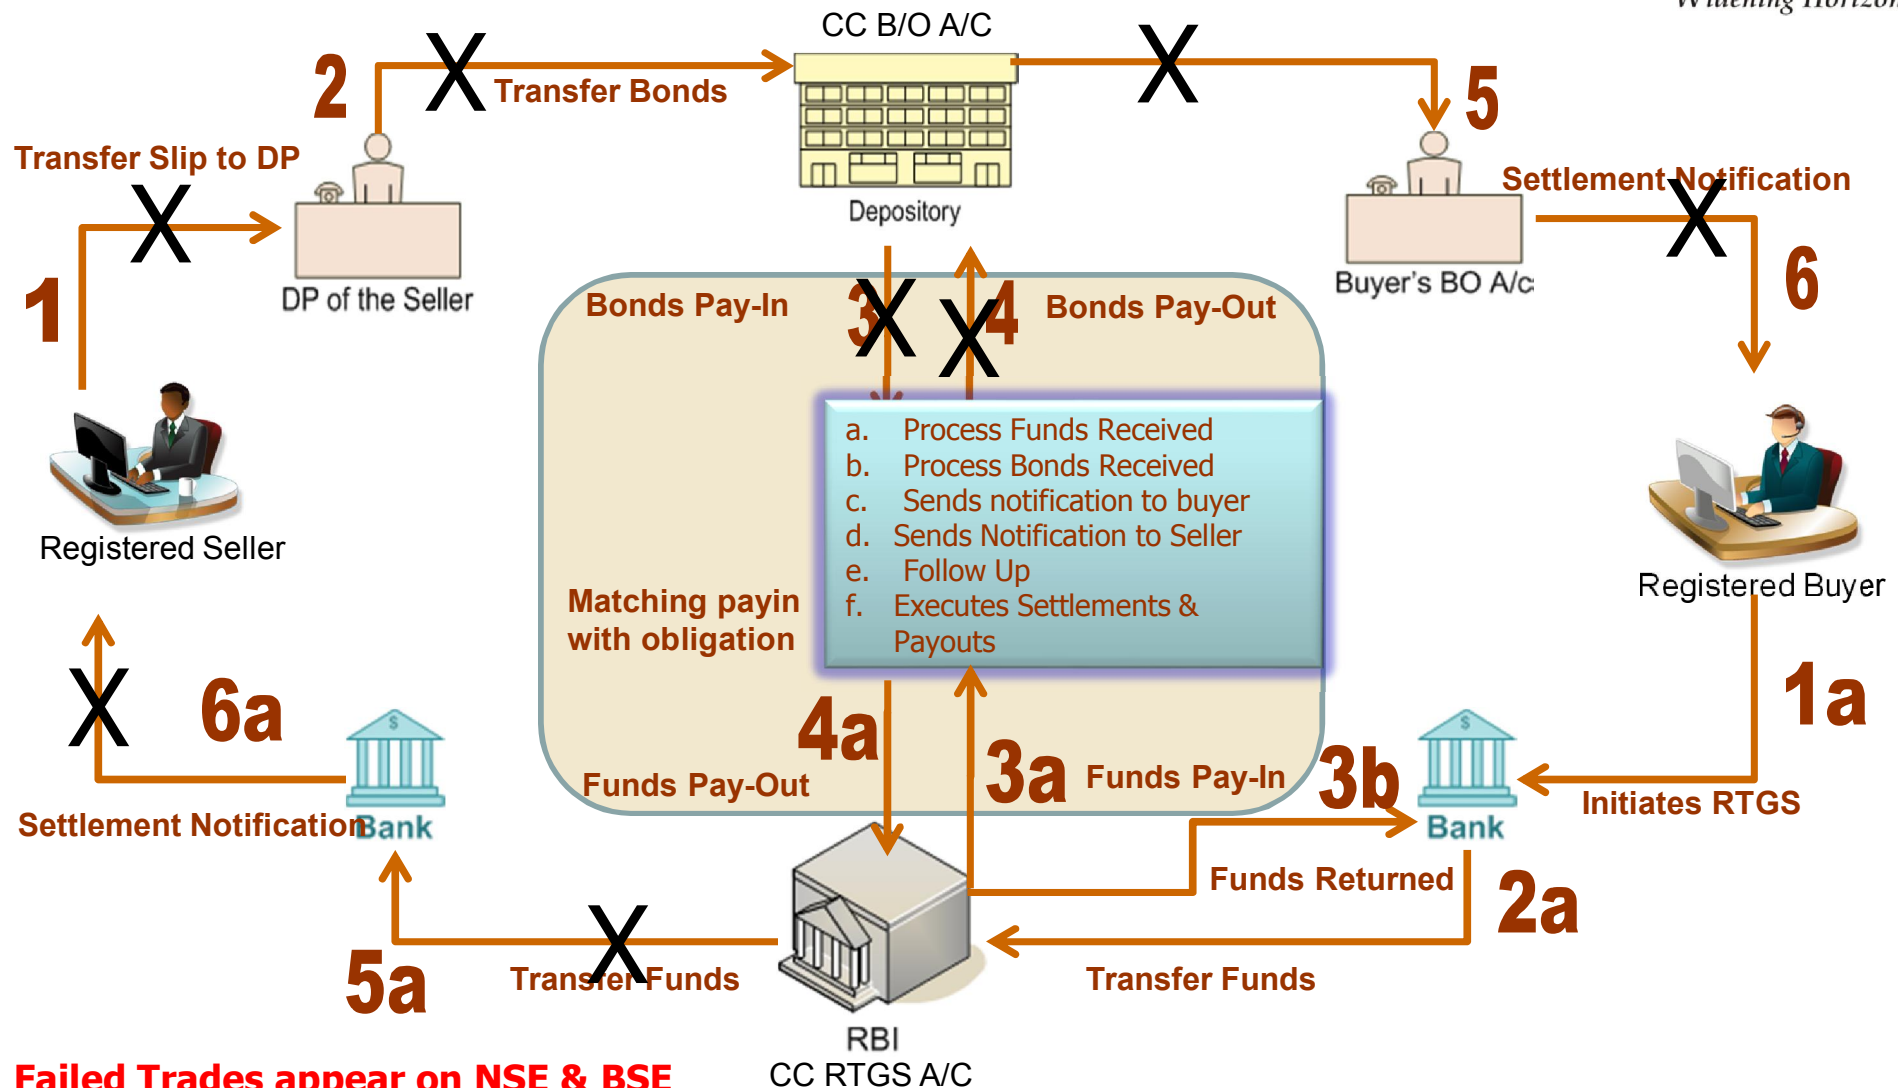 Widening Horizon
CC B/O A/C
2
Transfer Bonds
5
Transfer Slip to DP
Settlement Notification
Depository
1
DP of the Seller
Buyer's BO A/c
6
Bonds Pay-In
3
4
Bonds Pay-Out
a. Process Funds Received
b. Process Bonds Received
c. Sends notification to buyer
d. Sends Notification to Seller
e. Follow Up
f. Executes Settlements &
Payouts
Registered Seller
Registered Buyer
Matching payin
with obligation
6a
4a
3a
1a
$
$
Funds Pay-Out
Funds Pay-In
3b
Initiates RTGS
Settlement Notification
Bank
Bank
Funds Returned
2a
5a
Transfer Funds
Transfer Funds
RBI
CC RTGS A/C
Failed Trades appear on NSE & BSE